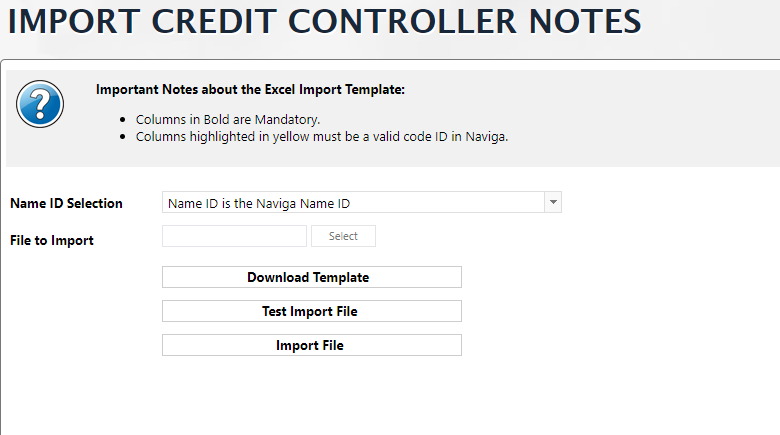 IMPORT CREDIT CONTROLLER NOTES
Important Notes about the Excel Import Template:
• Columns in Bold are Mandatory.
• Columns highlighted in yellow must be a valid code ID in Naviga.
Name ID Selection Name ID is the Naviga Name ID
File to Import Select
Download Template
Test Import File
Import File